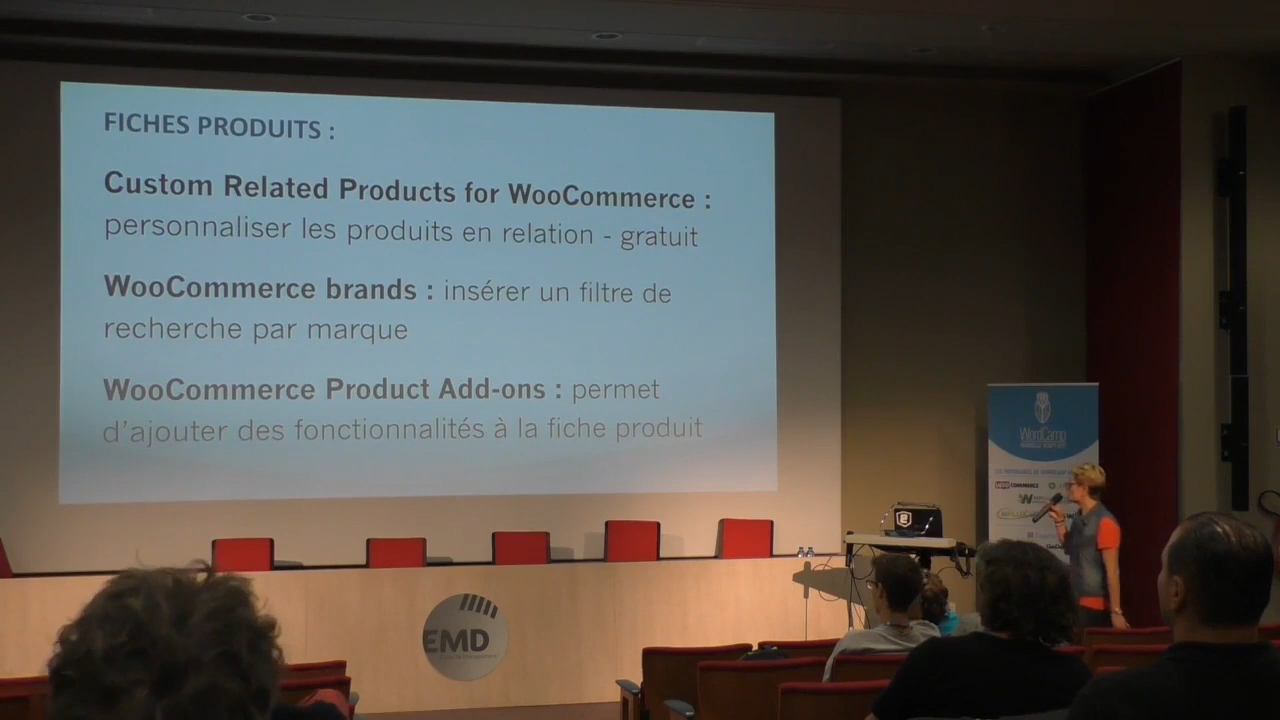 FICHES PRODUITS :
Custom Related Products for WooCommerce :
personnaliser les produits en relation - gratuit
WooCommerce brands : insérer un filtre de
recherche par marque
WooCommerce Product Add-ons : permet
d'ajouter des fonctionnalités à la fiche produit
WordCamp
EMD